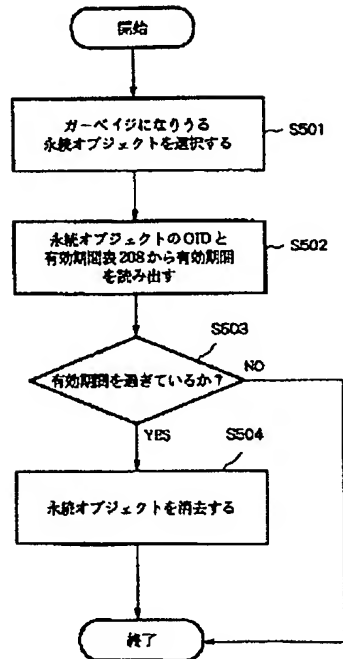 開始
ガーベイジになりうる
永続オブジェクトを選択する
S501
永続オブジェクトのOIDと
有効期間表208から有効期間
を読み出す
S502
S503
有効期間を過ぎているか?
NO
YES
S504
永続オブジェクトを消去する
終了